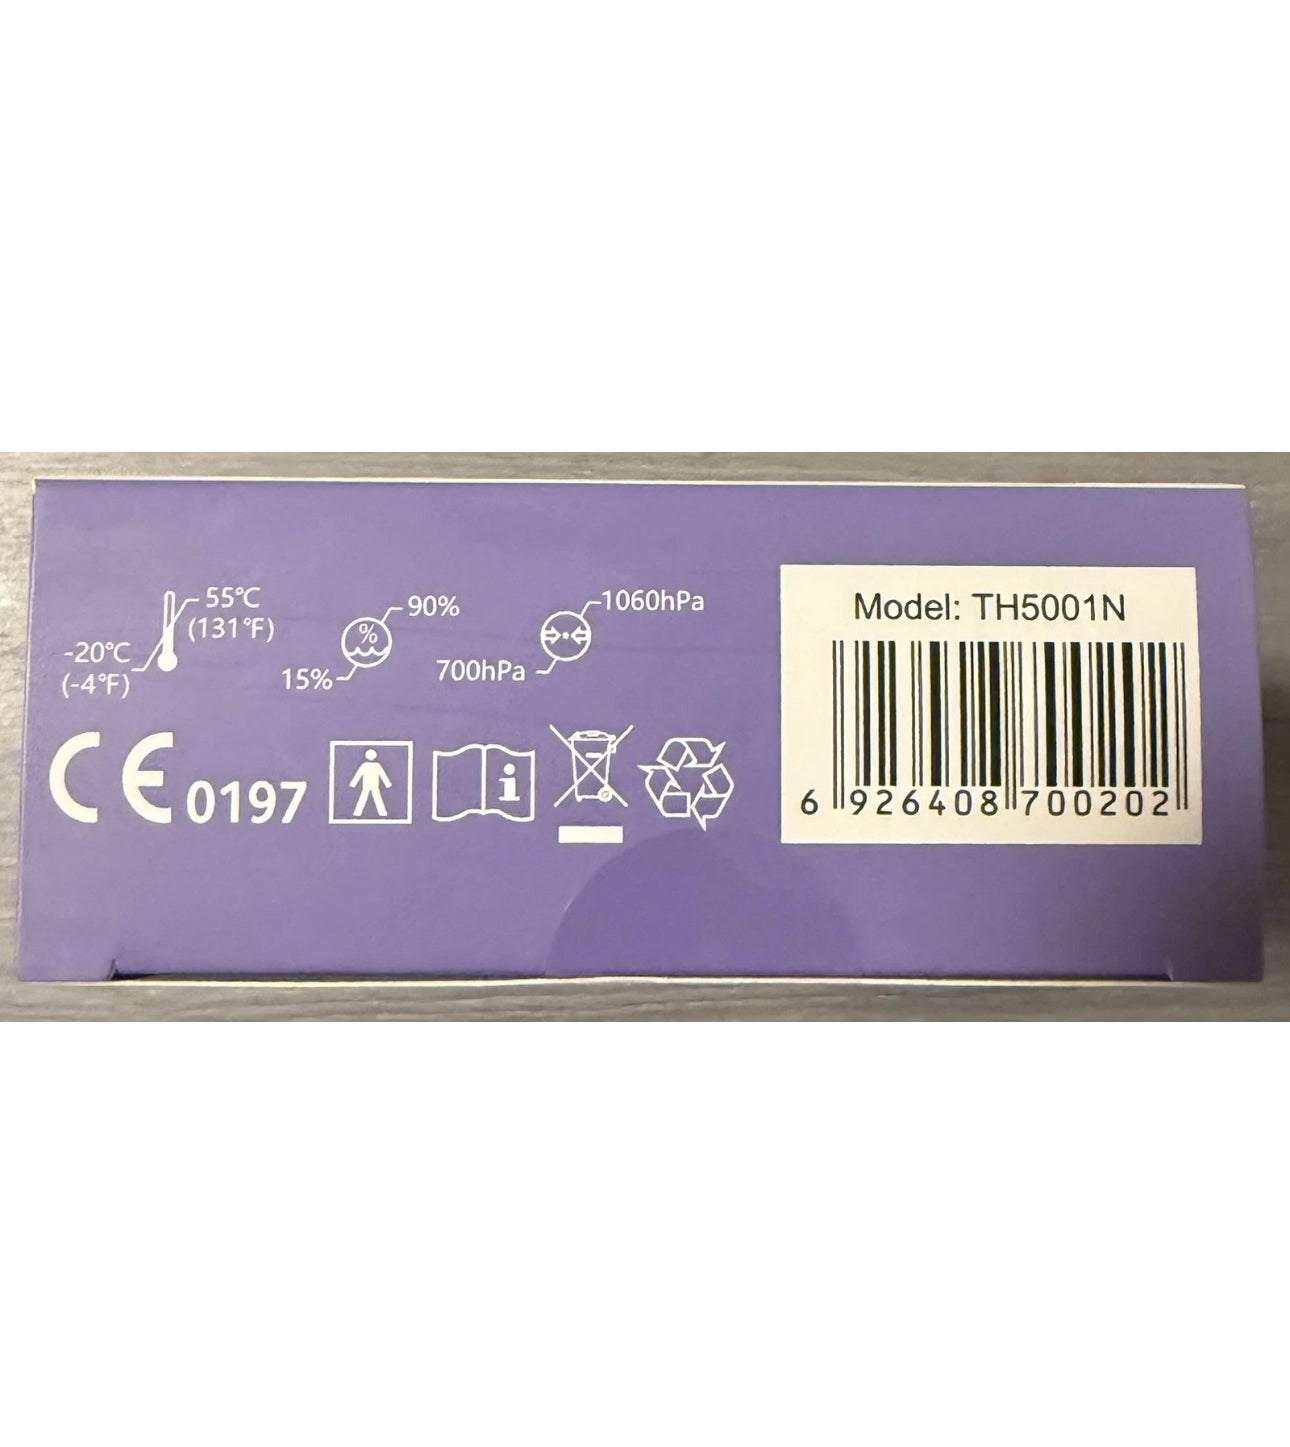 55℃
(131℉)
-20℃
(-4℉)
%
90%
15%
1060hPa
700hPa
CE 0197
i
Model: TH5001N
6 926408 700202